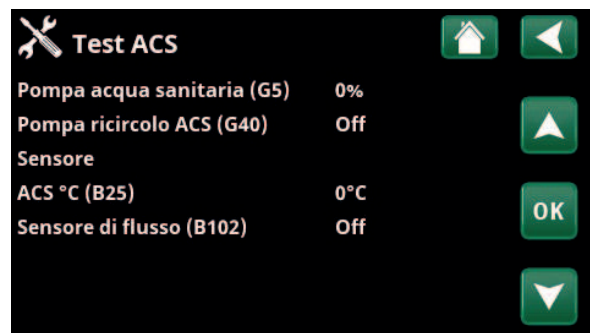 Test ACS
Pompa acqua sanitaria (G5) 0%
Pompa ricircolo ACS (G40) Off
Sensore
ACS °C (B25) 0°C
OK
Sensore di flusso (B102) Off